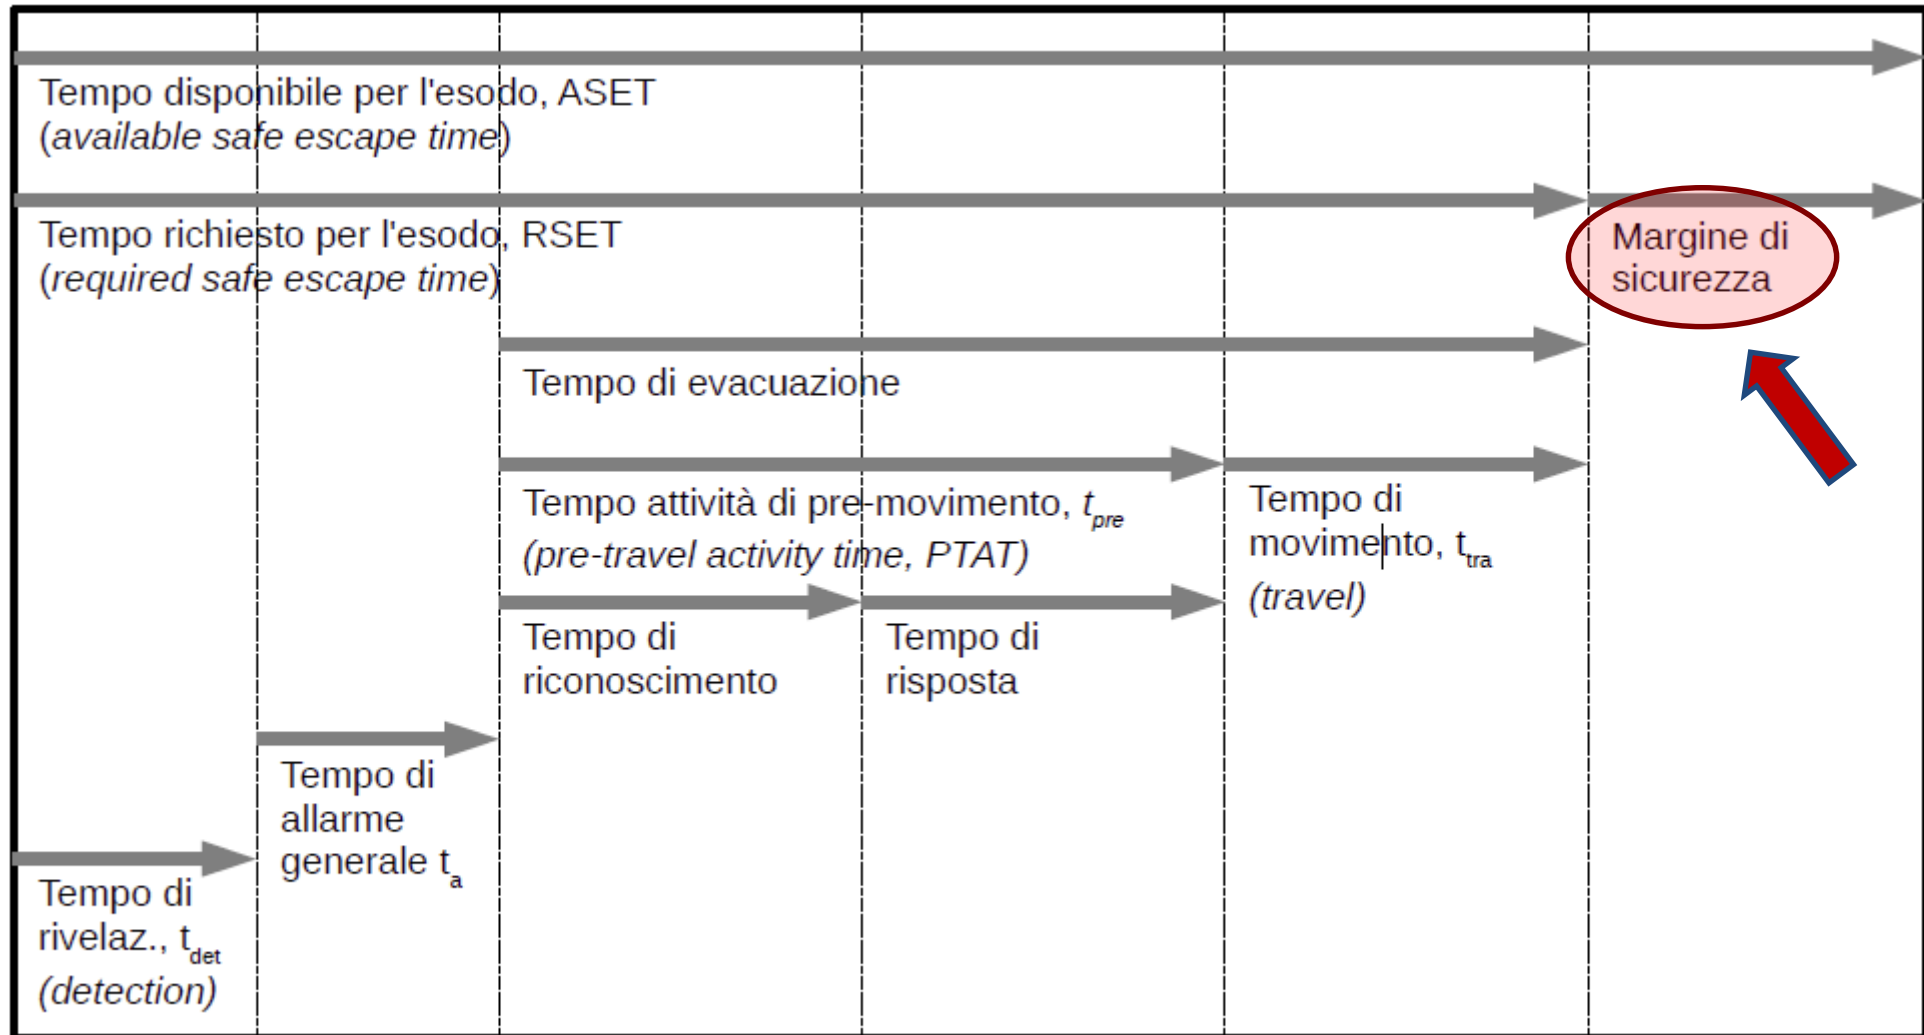 Tempo disponibile per l'esodo, ASET
(available safe escape time)
Tempo richiesto per l'esodo, RSET
(required safe escape time)
Margine di
sicurezza
Tempo di evacuazione
Tempo attività di pre-movimento, tpre
(pre-travel activity time, PTAT)
Tempo di
movimento, ttra
(travel)
Tempo di
riconoscimento
Tempo di
risposta
Tempo di
allarme
generale ta
Tempo di
rivelaz., tdet
(detection)